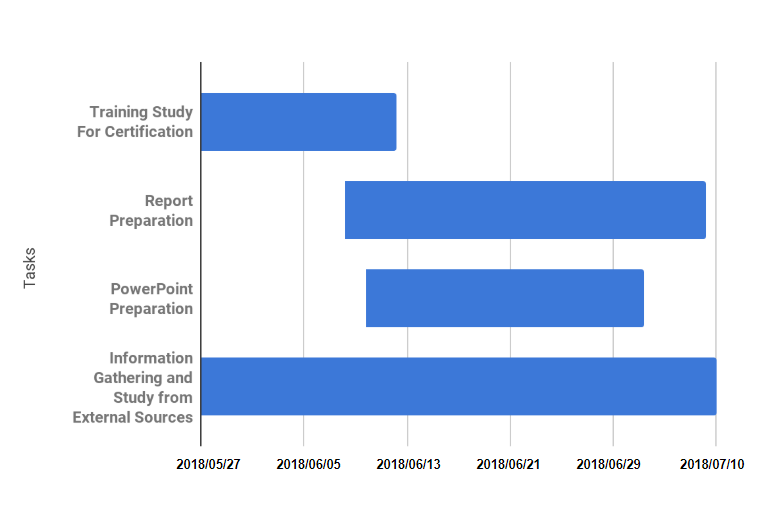 Training Study
For Certification
Report
Preparation
Tasks
PowerPoint
Preparation
Information
Gathering and
Study from
External Sources
2018/05/27 2018/06/05 2018/06/13 2018/06/21 2018/06/29 2018/07/10